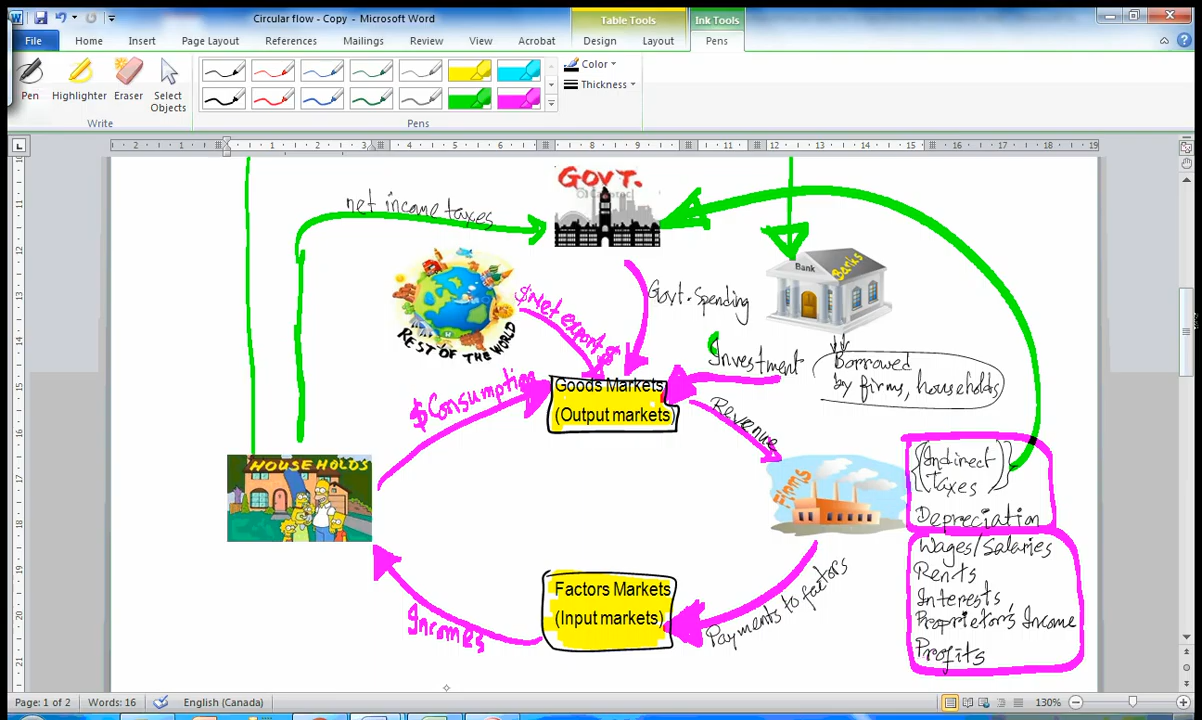 Circular flow - Copy - Microsoft Word
Table Tools
Ink Tools
File
Home
Insert
Page Layout
References
Mailings
Review
View
Acrobat
Design
Layout
Pens
Pen
Highlighter
Eraser
Select
Objects
Color
Thickness
Write
Pens
GOVT.
net income taxes
Bank
Banks
REST OF THE WORLD
$Net export$
Govt. Spending
Investment
Borrowed
by firms, households
$Consumption
Goods Markets
(Output markets)
Revenue
HOUSEHOLDS
Firms
Indirect
taxes
Depreciation
Wages/Salaries
Rents
Interests,
Proprietor's Income
Profits
Factors Markets
(Input markets)
Incomes
Payments to factors
Page: 1 of 2
Words: 16
English (Canada)
130%